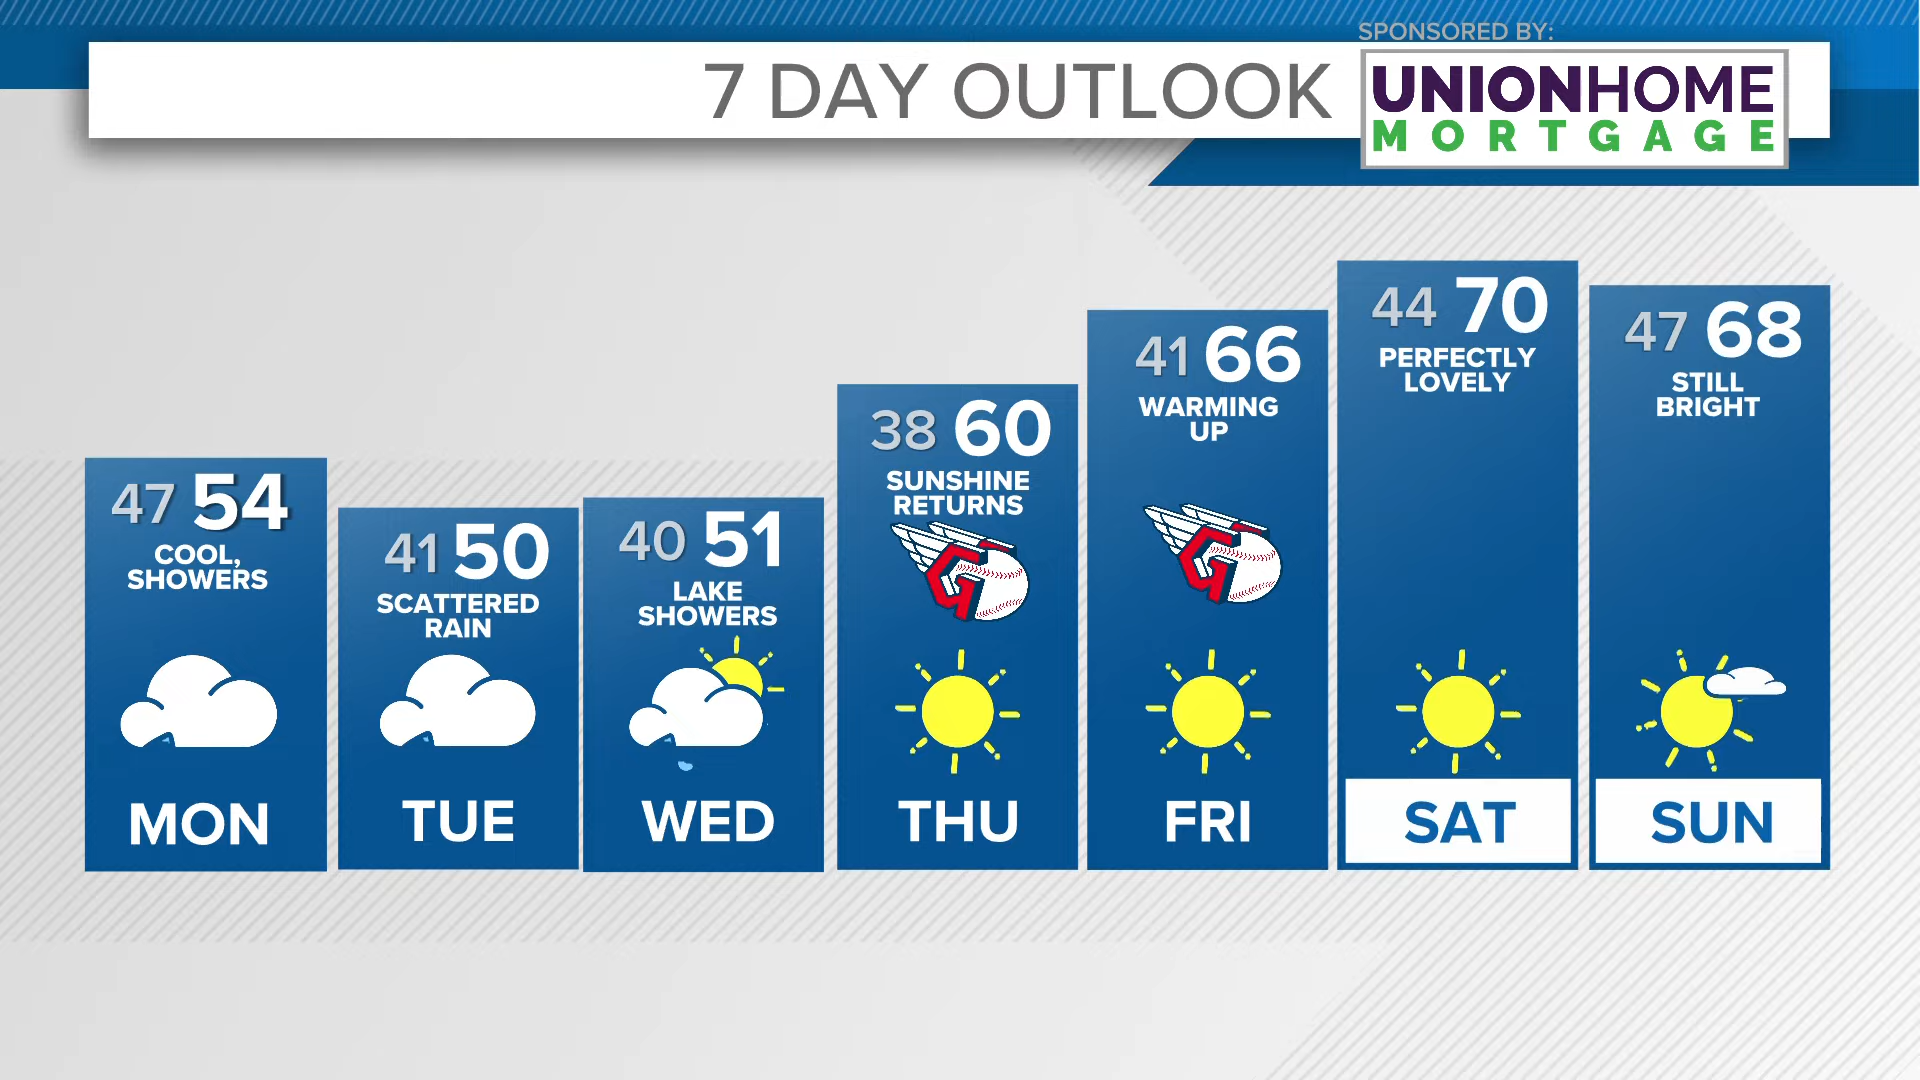 SPONSORED BY:
7 DAY OUTLOOK
UNIONHOME
MORTGAGE
47 54
COOL,
SHOWERS
MON
41 50
SCATTERED
RAIN
TUE
40 51
LAKE
SHOWERS
WED
38 60
SUNSHINE
RETURNS
THU
41 66
WARMING
UP
FRI
44 70
PERFECTLY
LOVELY
SAT
47 68
STILL
BRIGHT
SUN